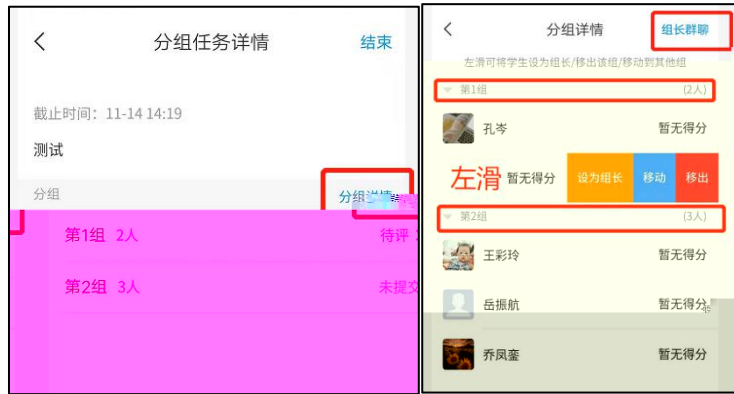 分组任务详情
结束
截止时间：11-14 14:19
测试
分组
分组详情
第1组 2人
待评
第2组 3人
未提交
分组详情
组长群聊
左滑可将学生设为组长/移出该组/移动到其他组
第1组
(2人)
孔岑
暂无得分
左滑
暂无得分
设为组长
移动
移出
第2组
(3人)
王彩玲
暂无得分
岳振航
暂无得分
乔凤銮
暂无得分